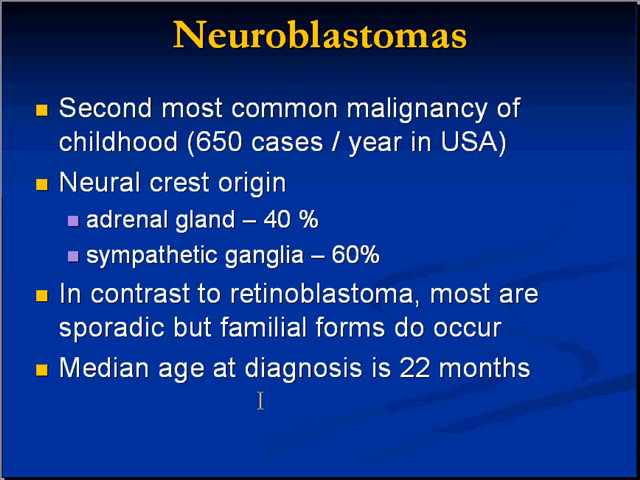 Neuroblastomas
Second most common malignancy of
childhood (650 cases / year in USA)
Neural crest origin
adrenal gland – 40 %
sympathetic ganglia – 60%
In contrast to retinoblastoma, most are
sporadic but familial forms do occur
Median age at diagnosis is 22 months